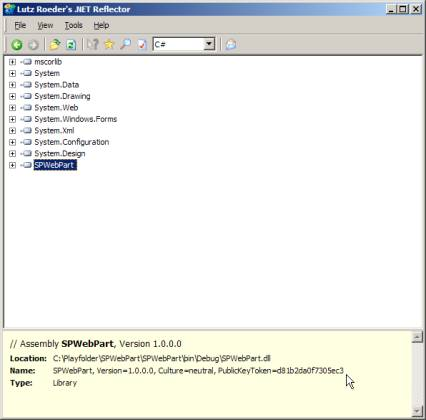 Lutz Roeder's .NET Reflector
File View Tools Help
C#
mscorlib
System
System.Data
System.Drawing
System.Web
System.Windows.Forms
System.Xml
System.Configuration
System.Design
SPWebPart
// Assembly SPWebPart, Version 1.0.0.0
Location: C:\Playfolder\SPWebPart\SPWebPart\bin\Debug\SPWebPart.dll
Name: SPWebPart, Version=1.0.0.0, Culture=neutral, PublicKeyToken=d81b2da0f7305ec3
Type: Library